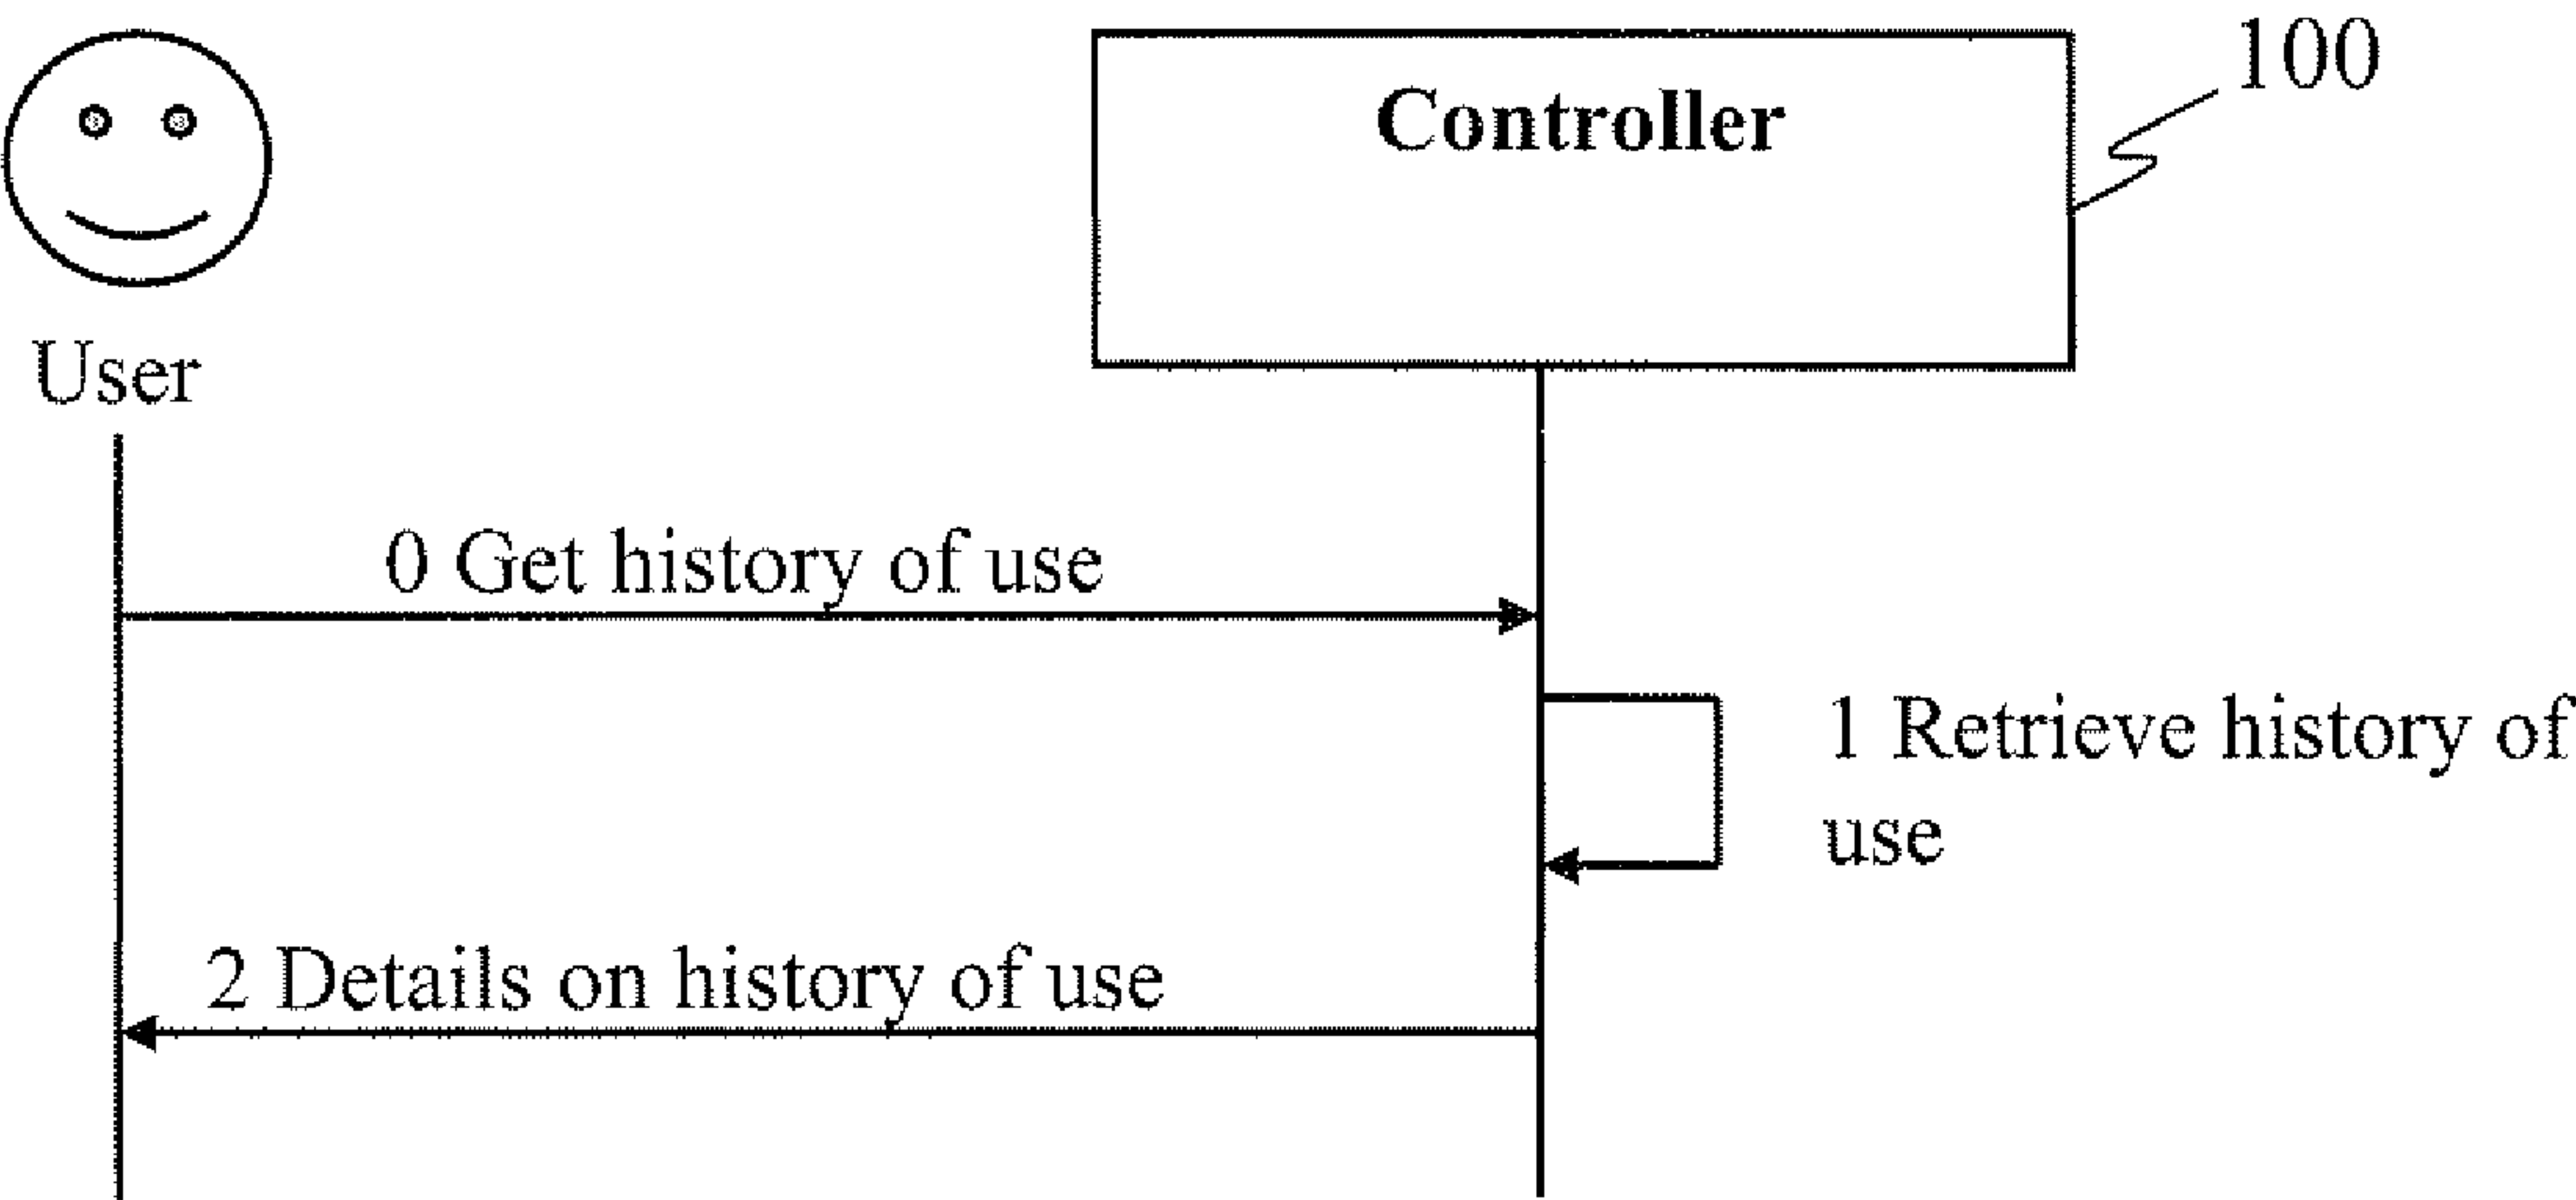 100
Controller
User
0 Get history of use
1 Retrieve history of
use
2 Details on history of use